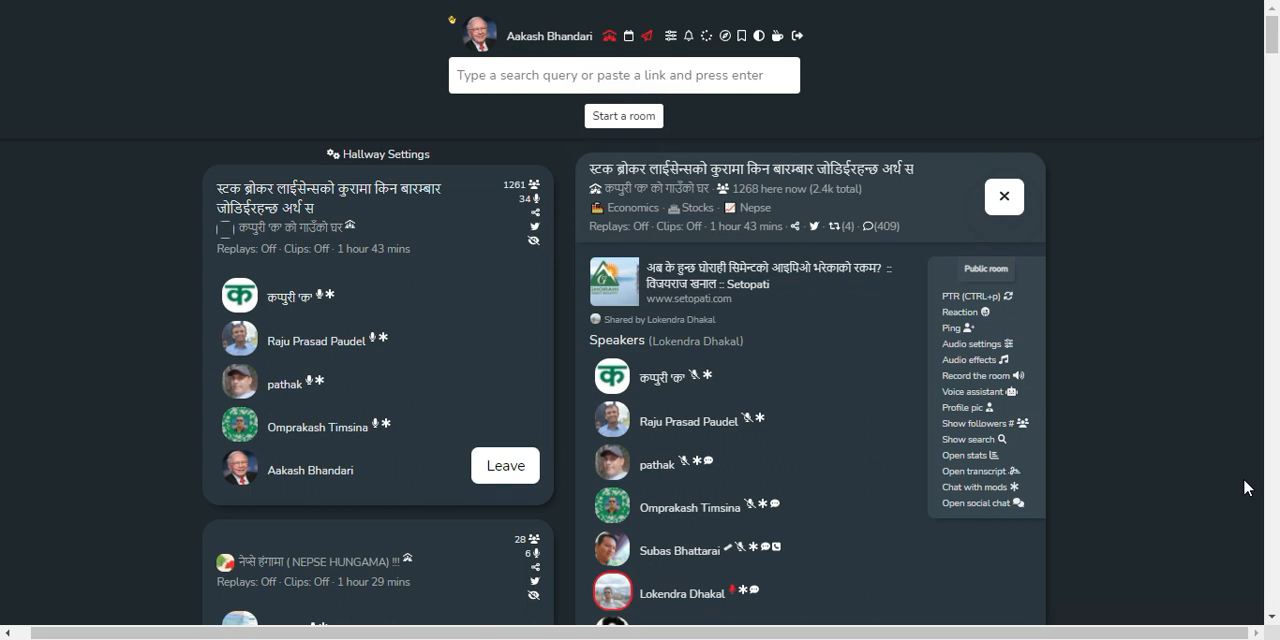 Aakash Bhandari
Type a search query or paste a link and press enter
Start a room
Hallway Settings
स्टक ब्रोकर लाईसेन्सको कुरामा किन बारम्बार
जोडिईरहन्छ अर्थ स
कप्पुरी 'क' को गाउँको घर
Replays: Off · Clips: Off · 1 hour 43 mins
1261
34
कप्पुरी 'क'
Raju Prasad Paudel
pathak
Omprakash Timsina
Aakash Bhandari
Leave
नेप्से हंगामा ( NEPSE HUNGAMA) !!!
Replays: Off · Clips: Off · 1 hour 29 mins
28
6
स्टक ब्रोकर लाईसेन्सको कुरामा किन बारम्बार जोडिईरहन्छ अर्थ स
कप्पुरी 'क' को गाउँको घर · 1268 here now (2.4k total)
Economics · Stocks · Nepse
Replays: Off · Clips: Off · 1 hour 43 mins · · · (4) · (409)
अब के हुन्छ घोराही सिमेन्टको आइपिओ भरेकाको रकम? ::
विजयराज खनाल :: Setopati
www.setopati.com
Shared by Lokendra Dhakal
Speakers (Lokendra Dhakal)
कप्पुरी 'क'
Raju Prasad Paudel
pathak
Omprakash Timsina
Subas Bhattarai
Lokendra Dhakal
Public room
PTR (CTRL+p)
Reaction
Ping
Audio settings
Audio effects
Record the room
Voice assistant
Profile pic
Show followers #
Show search
Open stats
Open transcript
Chat with mods
Open social chat